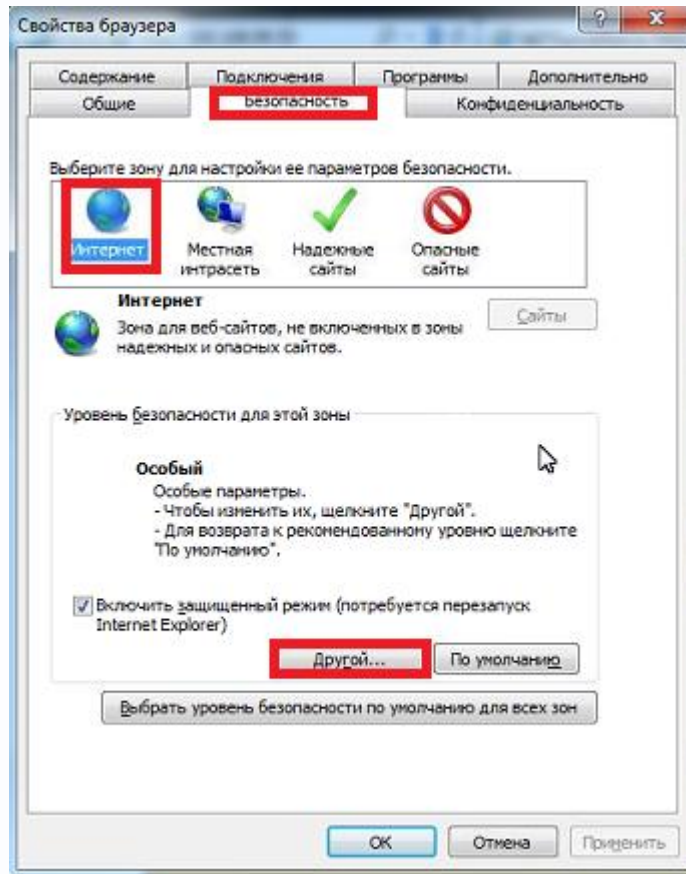 Свойства браузера
Содержание Подключения Программы Дополнительно
Общие Безопасность Конфиденциальность
Выберите зону для настройки ее параметров безопасности.
Интернет
Местная интрасеть
Надежные сайты
Опасные сайты
Интернет
Сайты
Зона для веб-сайтов, не включенных в зоны
надежных и опасных сайтов.
Уровень безопасности для этой зоны
Особый
Особые параметры.
- Чтобы изменить их, щелкните "Другой".
- Для возврата к рекомендованному уровню щелкните
"По умолчанию".
Включить защищенный режим (потребуется перезапуск
Internet Explorer)
Другой... По умолчанию
Выбрать уровень безопасности по умолчанию для всех зон
OK Отмена Применить